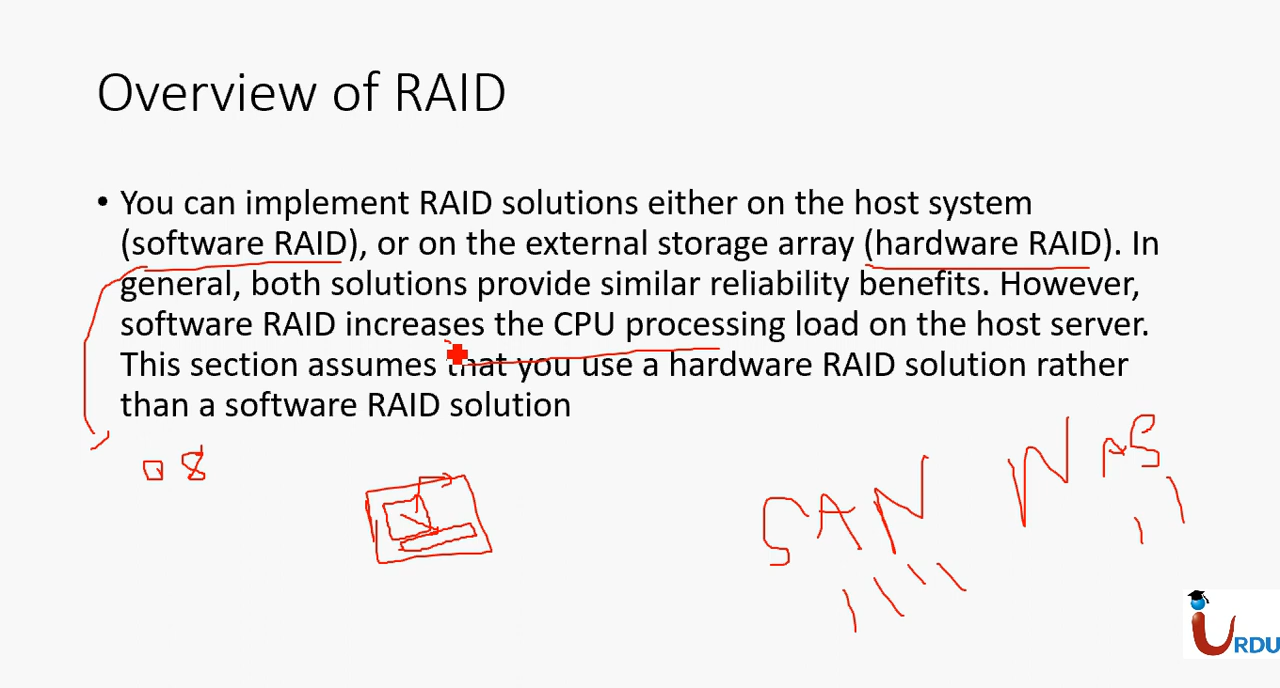 Overview of RAID
• You can implement RAID solutions either on the host system
(software RAID), or on the external storage array (hardware RAID). In
general, both solutions provide similar reliability benefits. However,
software RAID increases the CPU processing load on the host server.
This section assumes that you use a hardware RAID solution rather
than a software RAID solution
SAN NAS
URDU